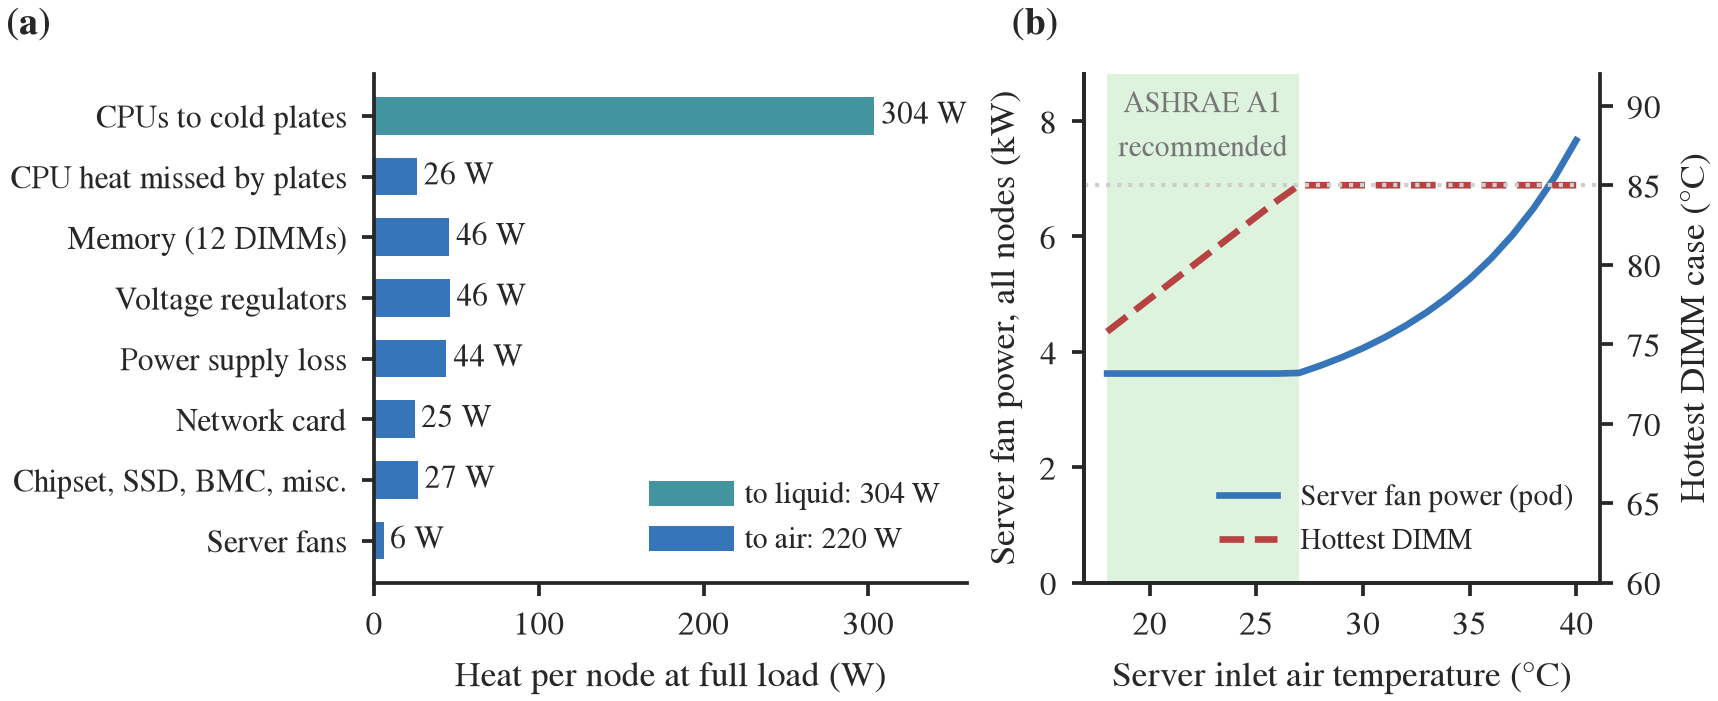 (a)
CPUs to cold plates
304 W
CPU heat missed by plates
26 W
Memory (12 DIMMs)
46 W
Voltage regulators
46 W
Power supply loss
44 W
Network card
25 W
Chipset, SSD, BMC, misc.
27 W
Server fans
6 W
to liquid: 304 W
to air: 220 W
0 100 200 300
Heat per node at full load (W)
(b)
Server fan power, all nodes (kW)
8
6
4
2
0
ASHRAE A1
recommended
Server fan power (pod)
Hottest DIMM
90
85
80
75
70
65
60
Hottest DIMM case (°C)
20 25 30 35 40
Server inlet air temperature (°C)